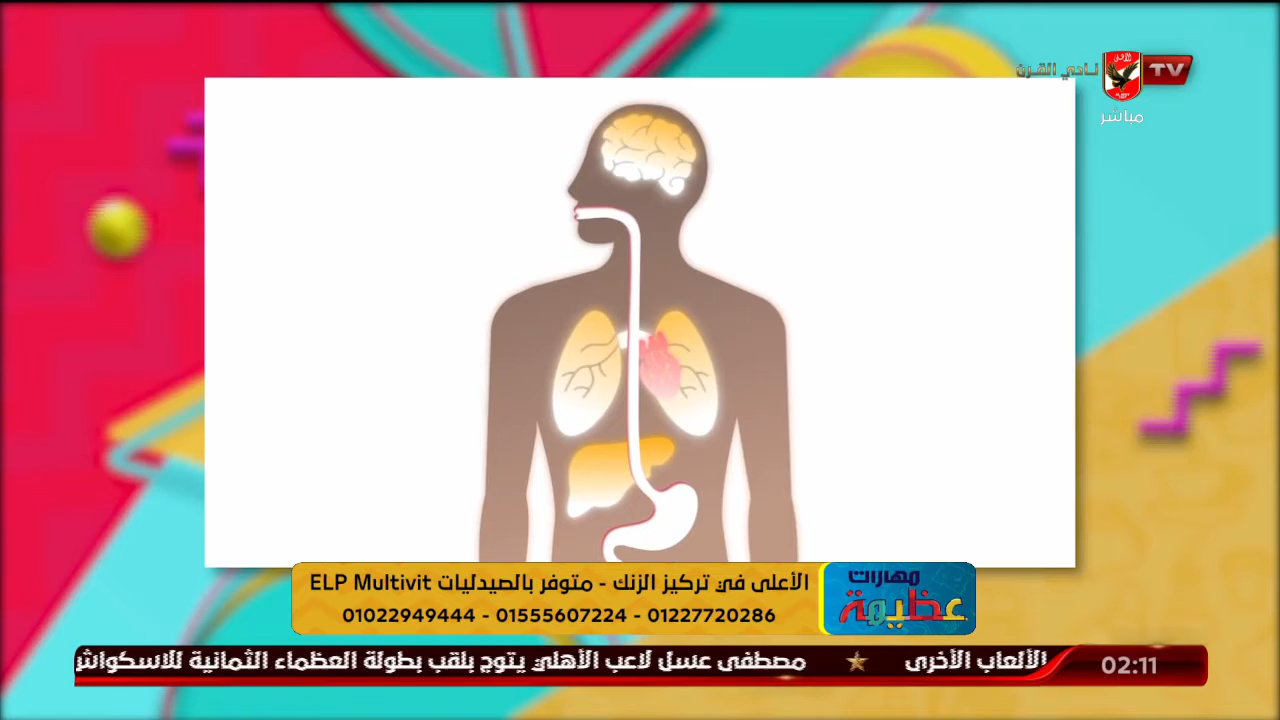 نادي القرن
TV
مباشر
مهارات
عظيمة
ELP Multivit الأعلى في تركيز الزنك - متوفر بالصيدليات
01022949444 - 01555607224 - 01227720286
الألعاب الأخرى ★ مصطفى عسل لاعب الأهلي يتوج بلقب بطولة العظماء الثمانية للاسكواش
02:11